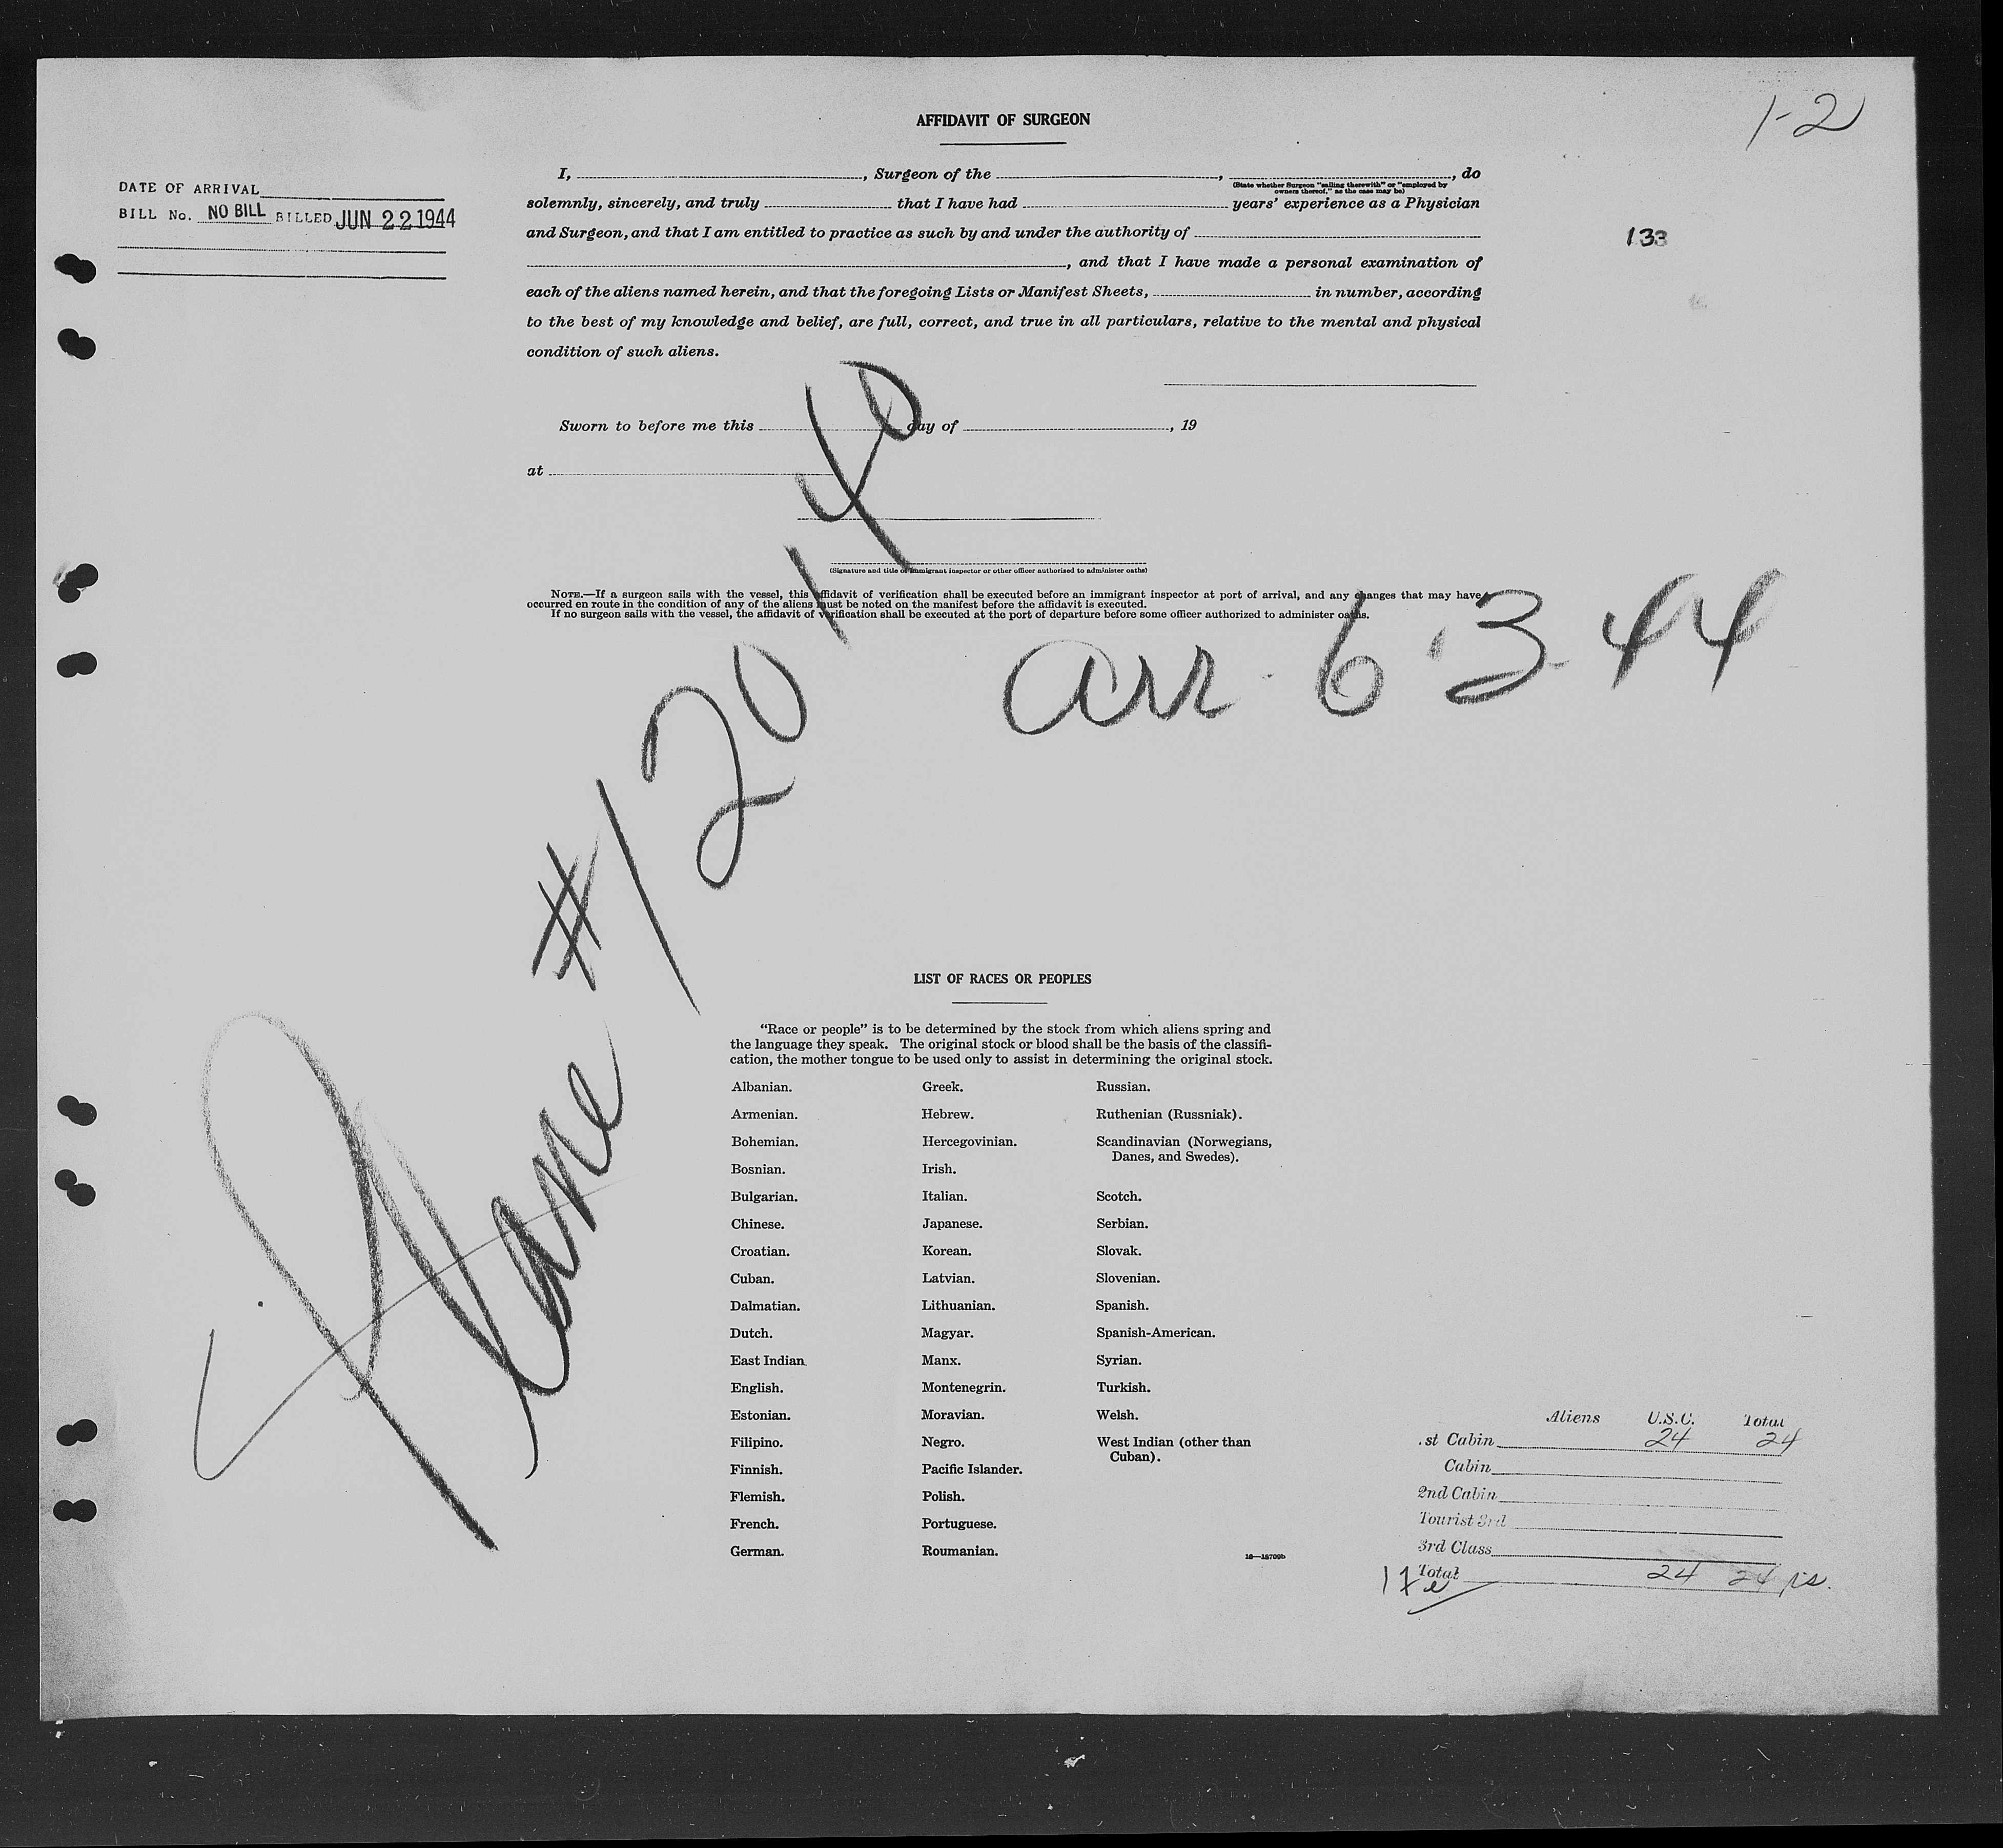 1-2
AFFIDAVIT OF SURGEON
DATE OF ARRIVAL
BILL No. NO BILL BILLED JUN 22 1944
133
I, , Surgeon of the , , do
(State whether Surgeon "sailing therewith" or "employed by
owners thereof," as the case may be)
solemnly, sincerely, and truly that I have had years' experience as a Physician
and Surgeon, and that I am entitled to practice as such by and under the authority of
, and that I have made a personal examination of
each of the aliens named herein, and that the foregoing Lists or Manifest Sheets, in number, according
to the best of my knowledge and belief, are full, correct, and true in all particulars, relative to the mental and physical
condition of such aliens.
Sworn to before me this day of , 19
at
(Signature and title of immigrant inspector or other officer authorized to administer oaths)
NOTE.—If a surgeon sails with the vessel, this affidavit of verification shall be executed before an immigrant inspector at port of arrival, and any changes that may have
occurred en route in the condition of any of the aliens must be noted on the manifest before the affidavit is executed.
If no surgeon sails with the vessel, the affidavit of verification shall be executed at the port of departure before some officer authorized to administer oaths.
arr. 6-3-44
Plane #120140
LIST OF RACES OR PEOPLES
"Race or people" is to be determined by the stock from which aliens spring and
the language they speak. The original stock or blood shall be the basis of the classifi-
cation, the mother tongue to be used only to assist in determining the original stock.
Albanian. Greek. Russian.
Armenian. Hebrew. Ruthenian (Russniak).
Bohemian. Hercegovinian. Scandinavian (Norwegians,
Danes, and Swedes).
Bosnian. Irish.
Bulgarian. Italian. Scotch.
Chinese. Japanese. Serbian.
Croatian. Korean. Slovak.
Cuban. Latvian. Slovenian.
Dalmatian. Lithuanian. Spanish.
Dutch. Magyar. Spanish-American.
East Indian Manx. Syrian.
English. Montenegrin. Turkish.
Estonian. Moravian. Welsh.
Filipino. Negro. West Indian (other than
Cuban).
Finnish. Pacific Islander.
Flemish. Polish.
French. Portuguese.
German. Roumanian.
16—18709b
Aliens U.S.C. Total
st Cabin 24 24
Cabin
2nd Cabin
Tourist 3rd
3rd Class
Total 24 24